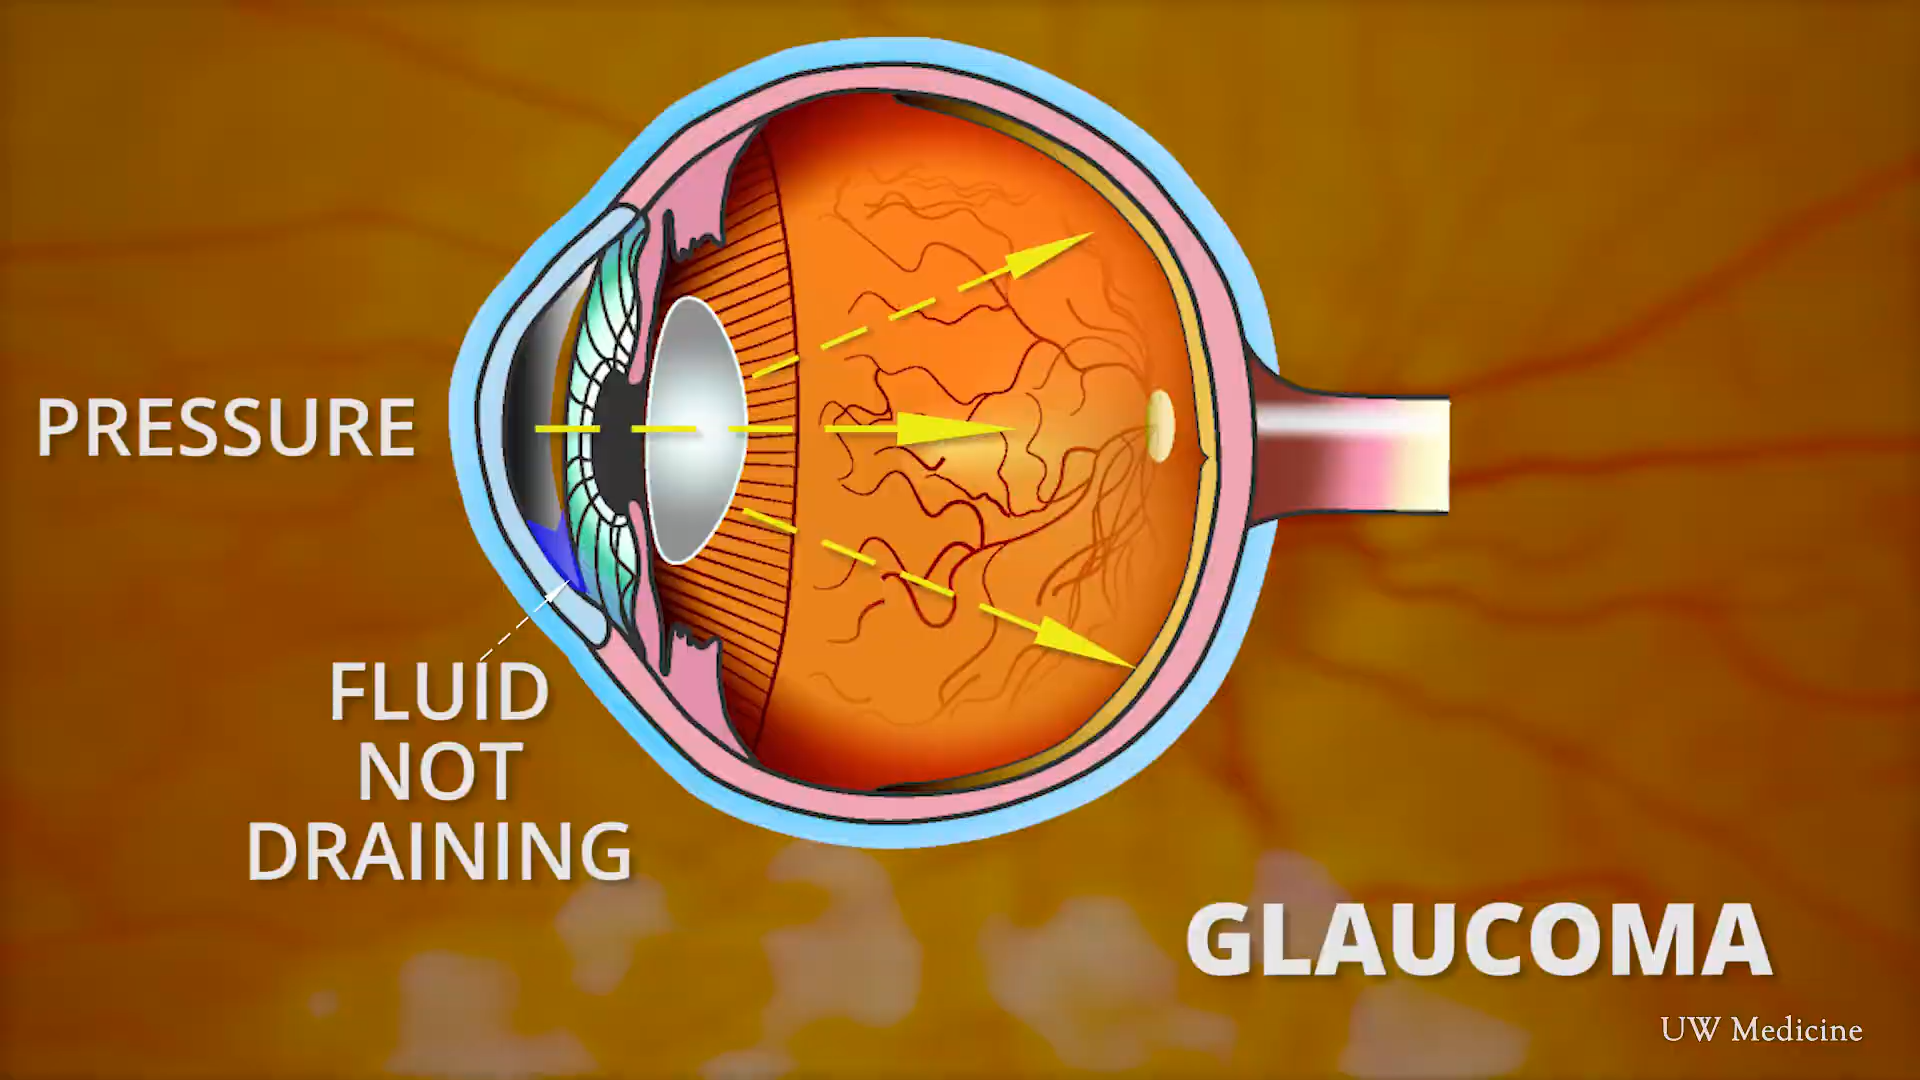 PRESSURE
FLUID
NOT
DRAINING
GLAUCOMA
UW Medicine